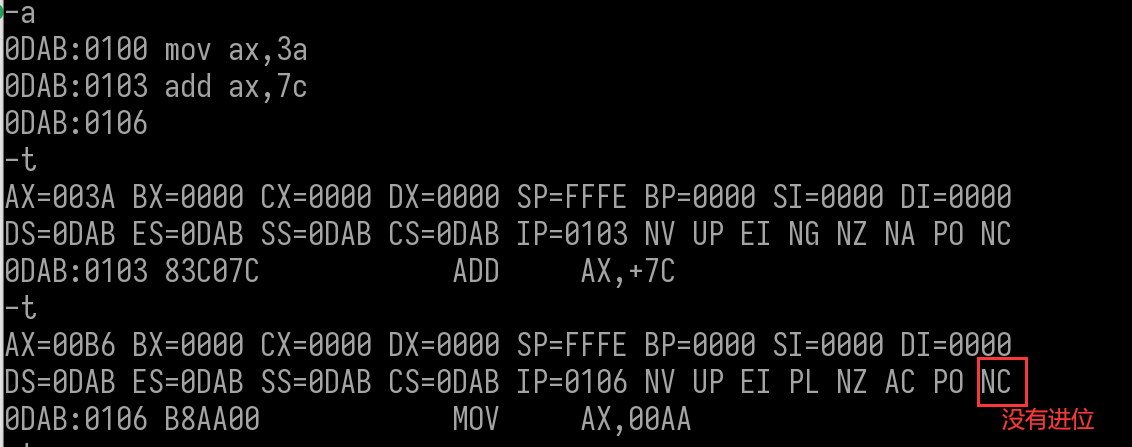 -a
0DAB:0100 mov ax,3a
0DAB:0103 add ax,7c
0DAB:0106
-t
AX=003A BX=0000 CX=0000 DX=0000 SP=FFFE BP=0000 SI=0000 DI=0000
DS=0DAB ES=0DAB SS=0DAB CS=0DAB IP=0103 NV UP EI NG NZ NA PO NC
0DAB:0103 83C07C ADD AX,+7C
-t
AX=00B6 BX=0000 CX=0000 DX=0000 SP=FFFE BP=0000 SI=0000 DI=0000
DS=0DAB ES=0DAB SS=0DAB CS=0DAB IP=0106 NV UP EI PL NZ AC PO NC
0DAB:0106 B8AA00 MOV AX,00AA
没有进位